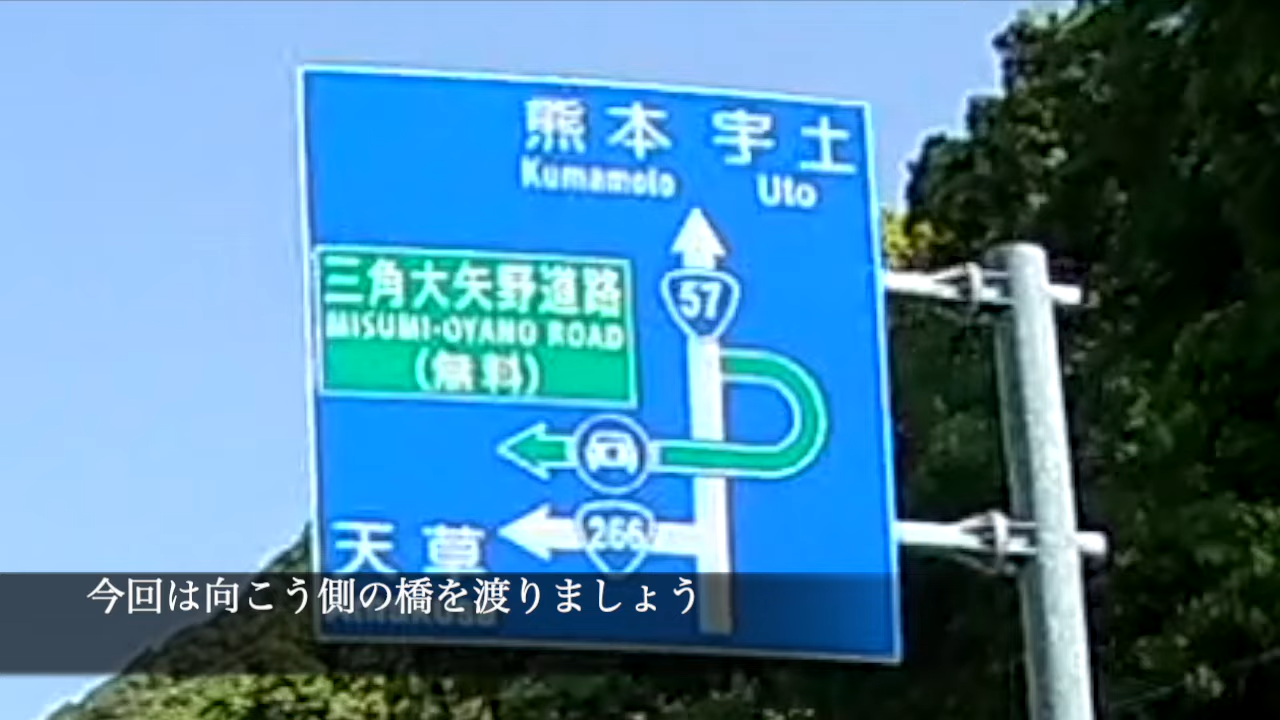 熊本 宇土
Kumamoto Uto
57
三角大矢野道路
MISUMI-OYANO ROAD
(無料)
266
天草
今回は向こう側の橋を渡りましょう